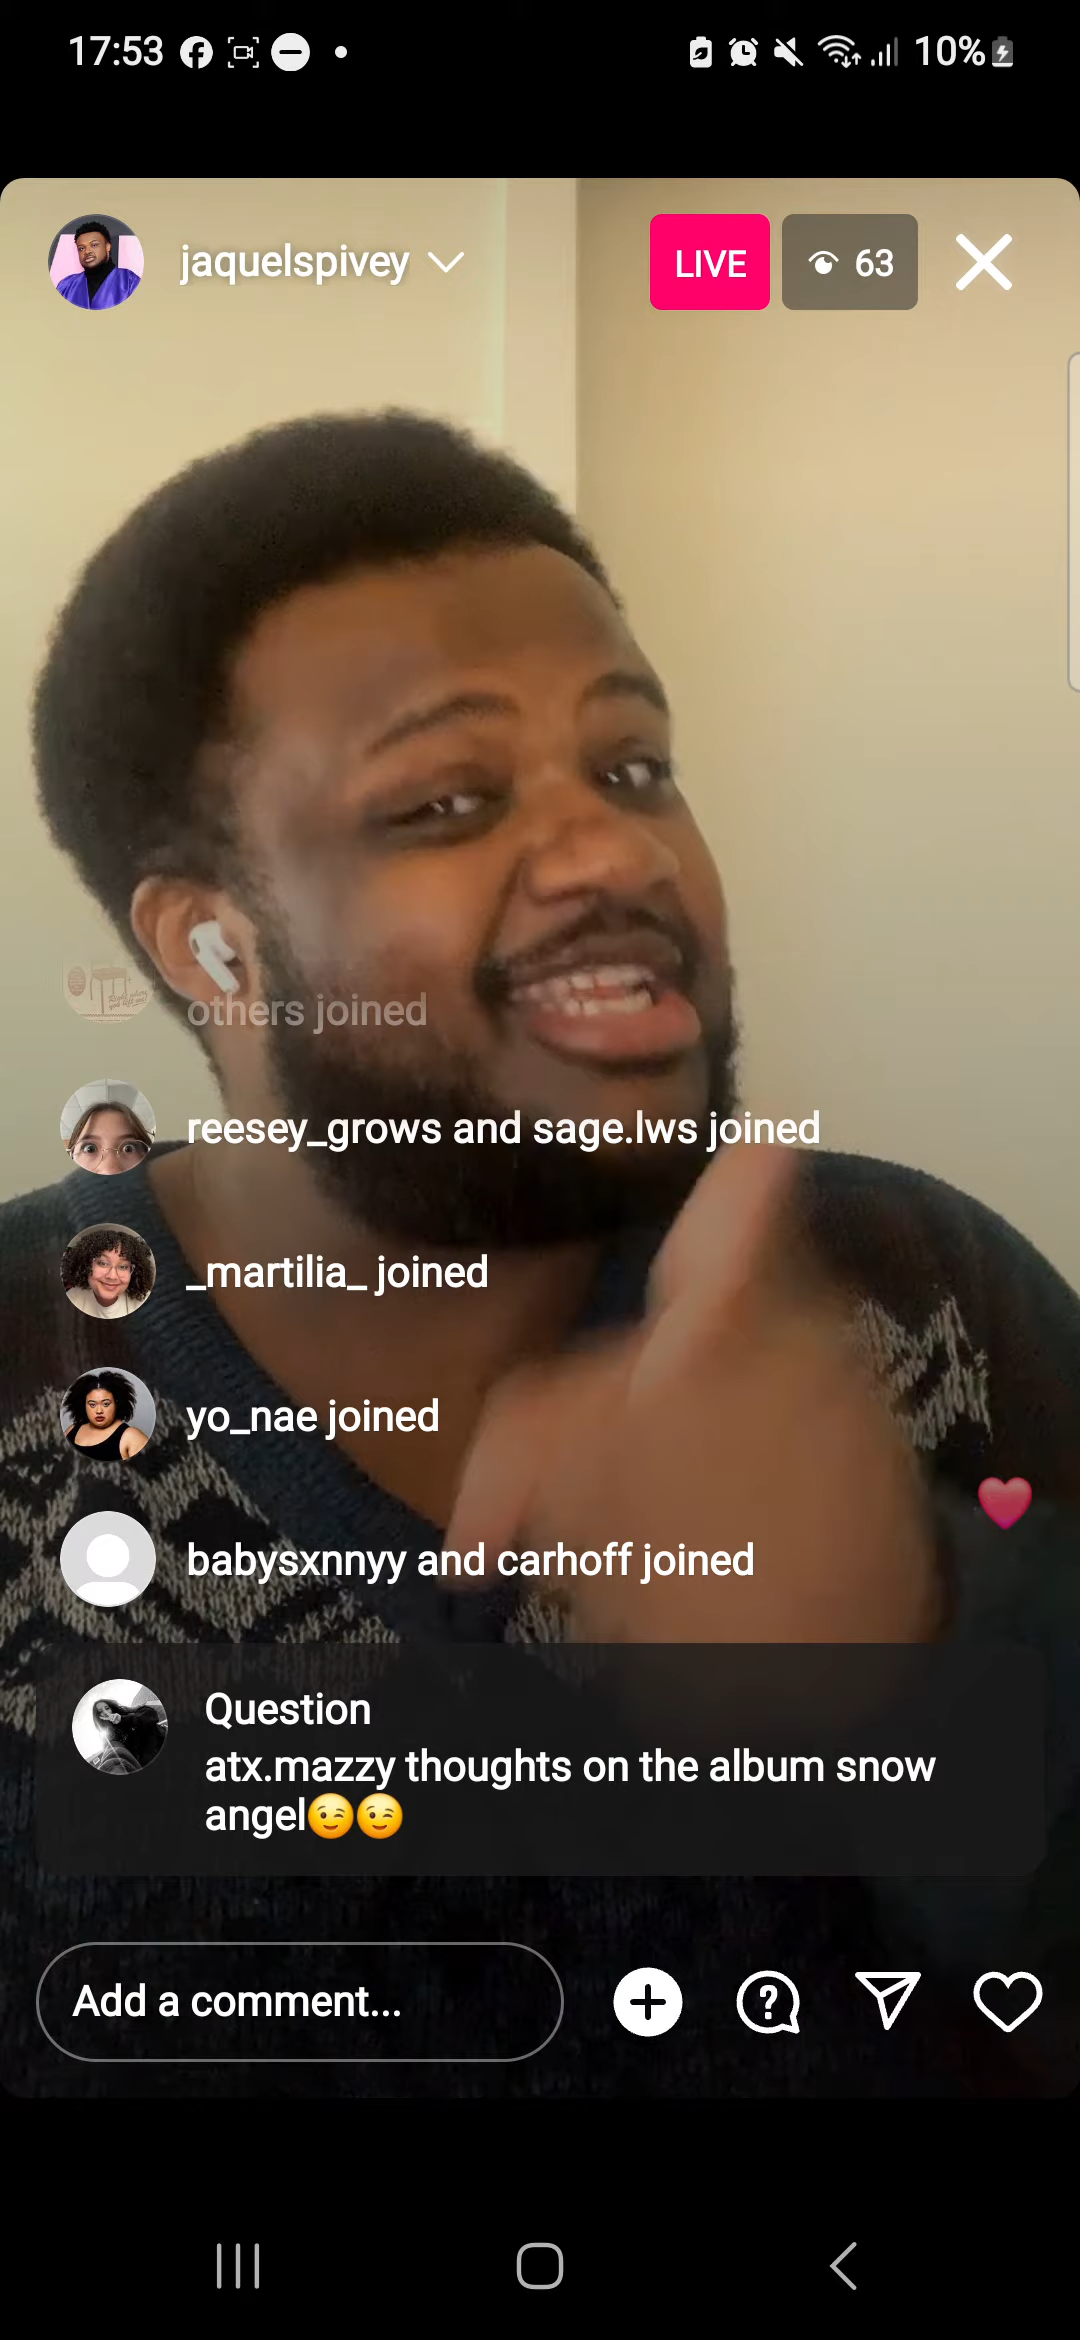 17:53
10%
jaquelspivey
LIVE
63
others joined
reesey_grows and sage.lws joined
_martilia_ joined
yo_nae joined
babysxnnyy and carhoff joined
Question
atx.mazzy thoughts on the album snow
angel😉😉
Add a comment...